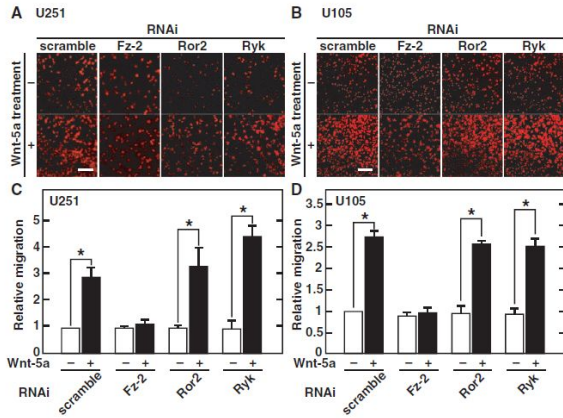 A U251
RNAi
scramble Fz-2 Ror2 Ryk
Wnt-5a treatment
−
+
B U105
RNAi
scramble Fz-2 Ror2 Ryk
Wnt-5a treatment
−
+
C U251
Relative migration
5
4
3
2
1
0
* * *
Wnt-5a − + − + − + − +
RNAi scramble Fz-2 Ror2 Ryk
D U105
Relative migration
3.5
3
2.5
2
1.5
1
0.5
0
* * *
− + − + − + − +
scramble Fz-2 Ror2 Ryk